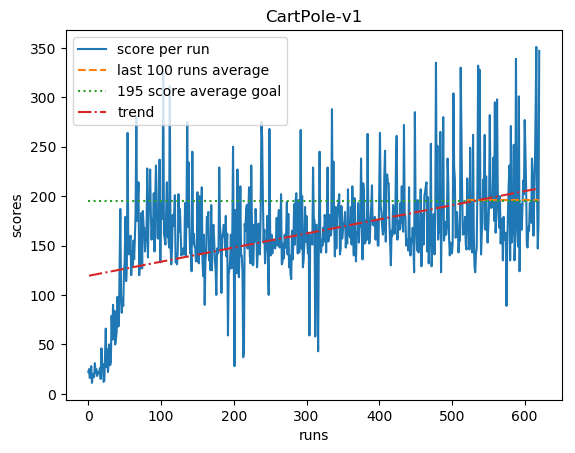 CartPole-v1
score per run
last 100 runs average
195 score average goal
trend
scores
350
300
250
200
150
100
50
0
0 100 200 300 400 500 600
runs